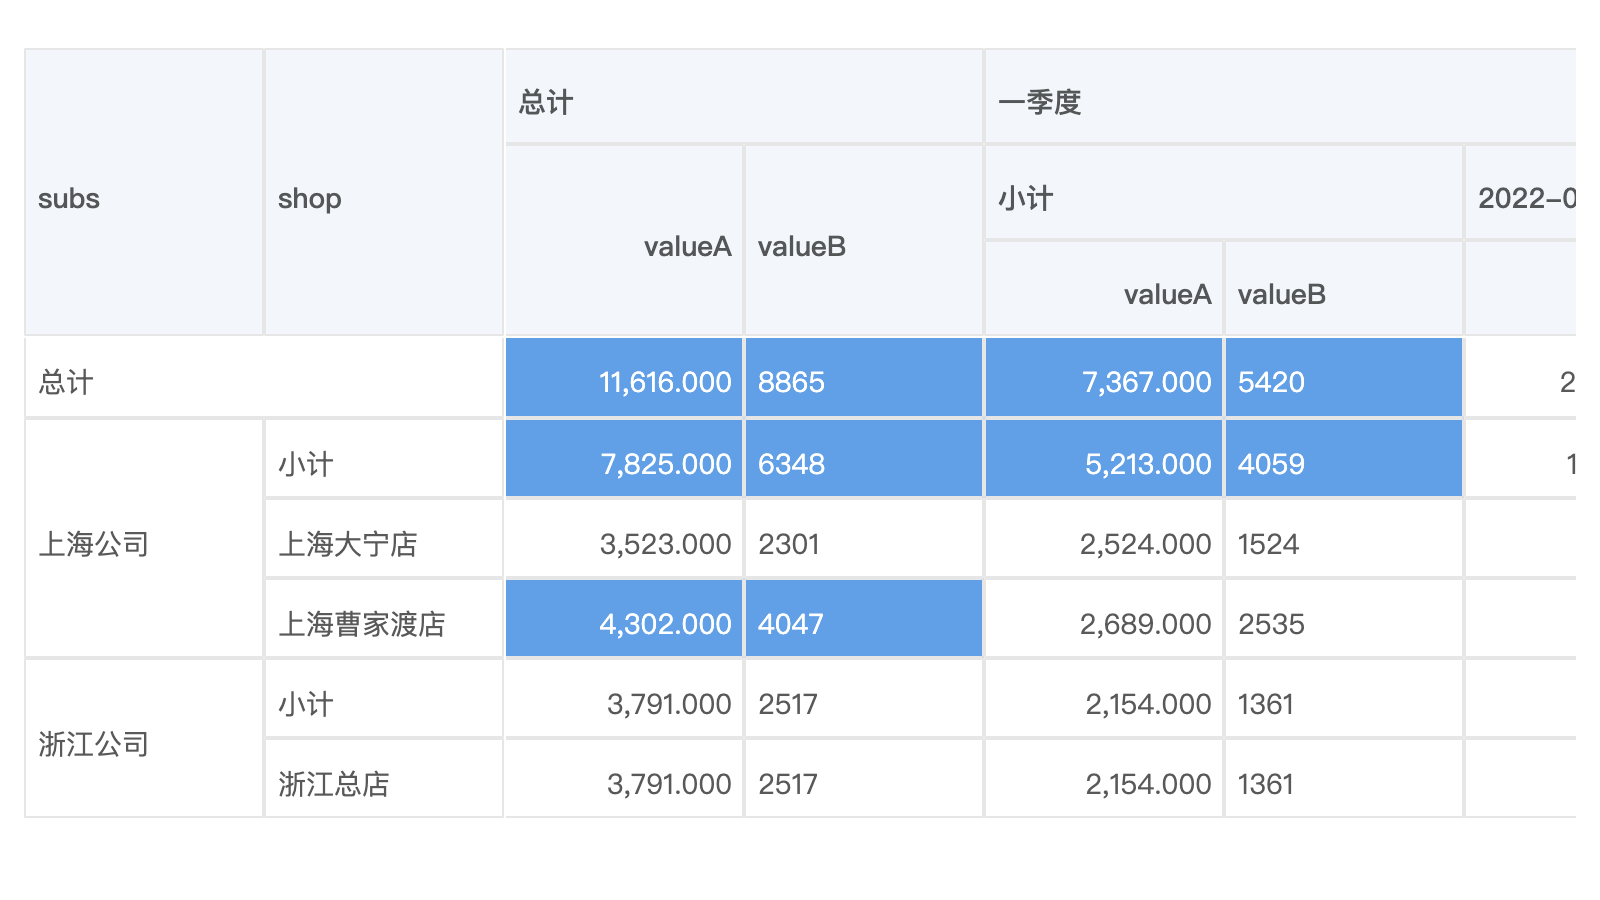 总计 一季度
subs shop 小计 2022-0
valueA valueB
valueA valueB
总计 11,616.000 8865 7,367.000 5420 2
小计 7,825.000 6348 5,213.000 4059 1
上海公司 上海大宁店 3,523.000 2301 2,524.000 1524
上海曹家渡店 4,302.000 4047 2,689.000 2535
浙江公司 小计 3,791.000 2517 2,154.000 1361
浙江总店 3,791.000 2517 2,154.000 1361